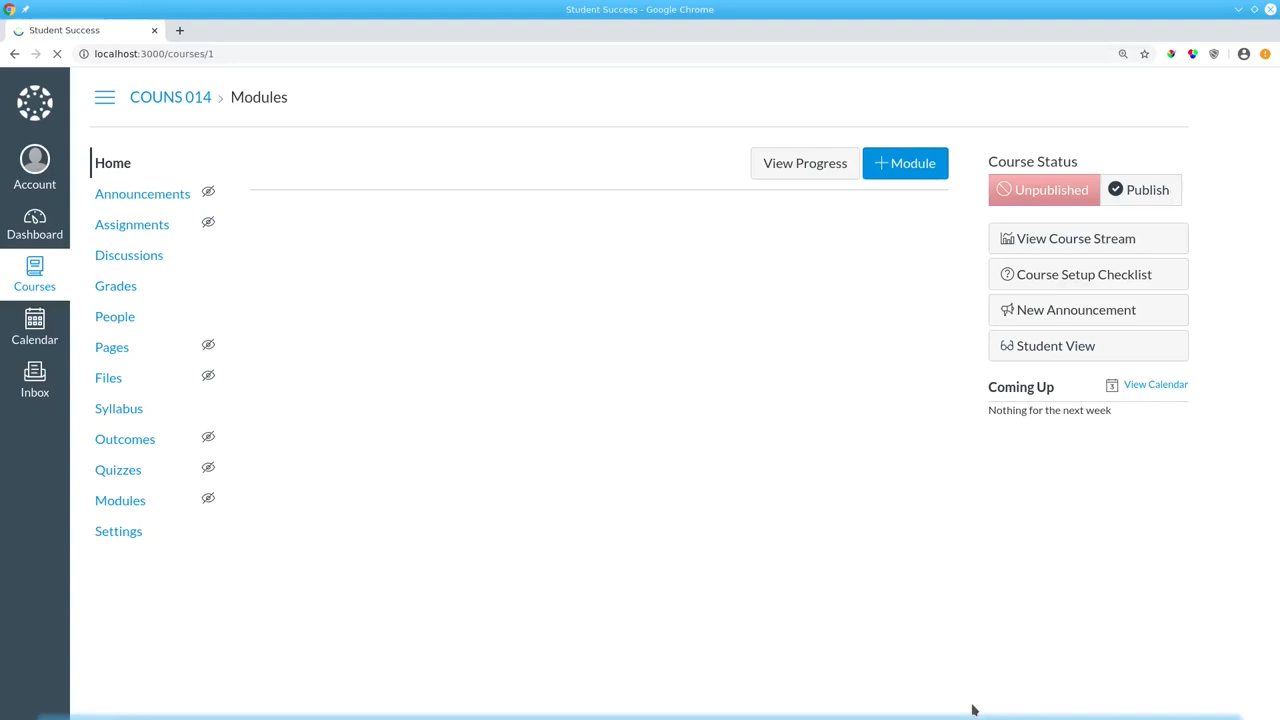 Student Success - Google Chrome
Student Success
localhost:3000/courses/1
COUNS 014 › Modules
Account
Dashboard
Courses
Calendar
Inbox
Home
Announcements
Assignments
Discussions
Grades
People
Pages
Files
Syllabus
Outcomes
Quizzes
Modules
Settings
View Progress
Module
Course Status
Unpublished
Publish
View Course Stream
Course Setup Checklist
New Announcement
Student View
Coming Up
3
View Calendar
Nothing for the next week